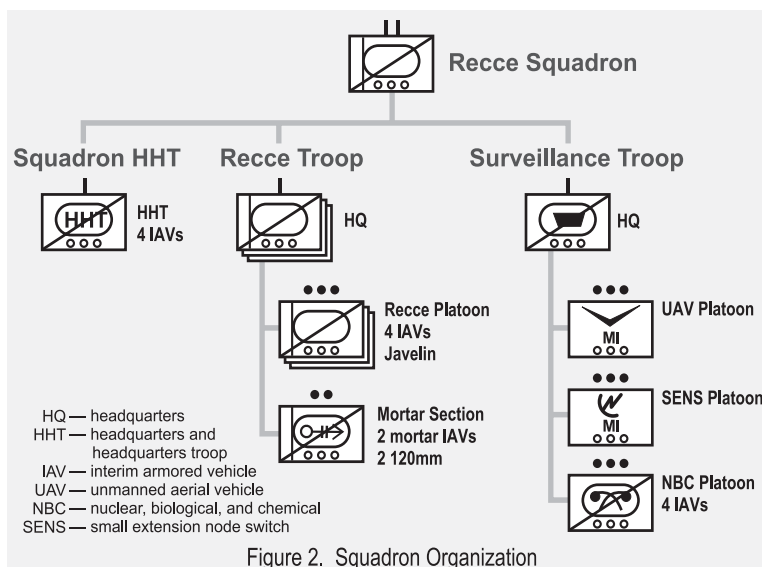 Recce Squadron
Squadron HHT
Recce Troop
Surveillance Troop
HHT
HHT
4 IAVs
HQ
HQ
Recce Platoon
4 IAVs
Javelin
MI
UAV Platoon
Mortar Section
2 mortar IAVs
2 120mm
MI
SENS Platoon
NBC Platoon
4 IAVs
HQ — headquarters
HHT — headquarters and
headquarters troop
IAV — interim armored vehicle
UAV — unmanned aerial vehicle
NBC — nuclear, biological, and chemical
SENS — small extension node switch
Figure 2. Squadron Organization